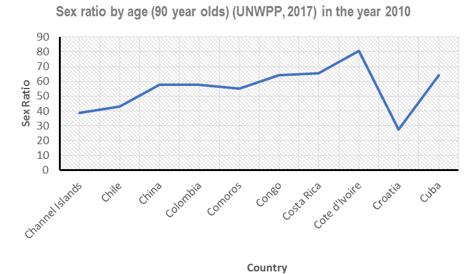 Sex ratio by age (90 year olds) (UNWPP, 2017) in the year 2010
90
80
70
60
50
40
30
20
10
0
Sex Ratio
Channel Islands
Chile
China
Colombia
Comoros
Congo
Costa Rica
Cote d'Ivoire
Croatia
Cuba
Country